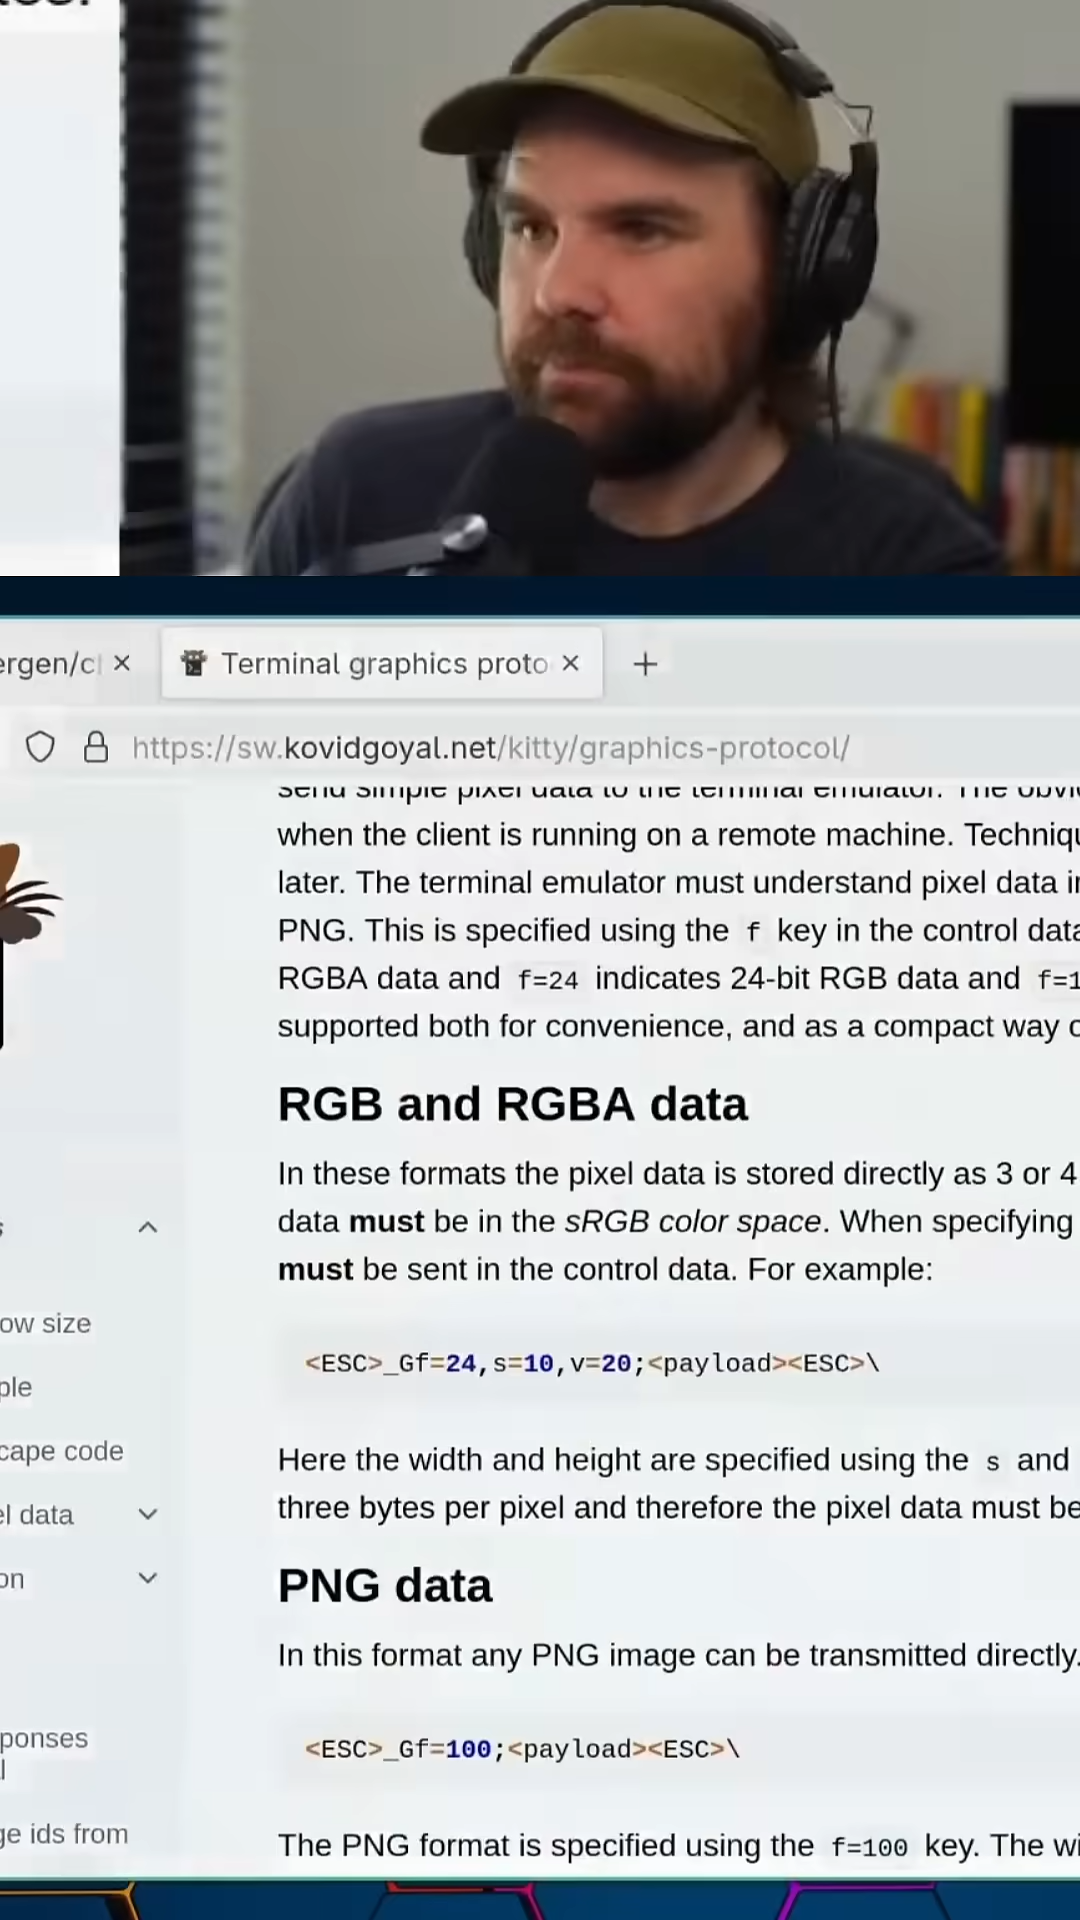 Terminal graphics proto
https://sw.kovidgoyal.net/kitty/graphics-protocol/
send simple pixel data to the terminal emulator. The
when the client is running on a remote machine.
later. The terminal emulator must understand pixel data
PNG. This is specified using the f key in the control data
RGBA data and f=24 indicates 24-bit RGB data and f=1
supported both for convenience, and as a compact way
RGB and RGBA data
In these formats the pixel data is stored directly as 3 or 4
data must be in the sRGB color space. When specifying
must be sent in the control data. For example:
<ESC>_Gf=24,s=10,v=20;<payload><ESC>\
Here the width and height are specified using the s and
three bytes per pixel and therefore the pixel data must be
PNG data
In this format any PNG image can be transmitted directly.
<ESC>_Gf=100;<payload><ESC>\
The PNG format is specified using the f=100 key. The
ow size
ple
cape code
el data
on
ponses
ge ids from